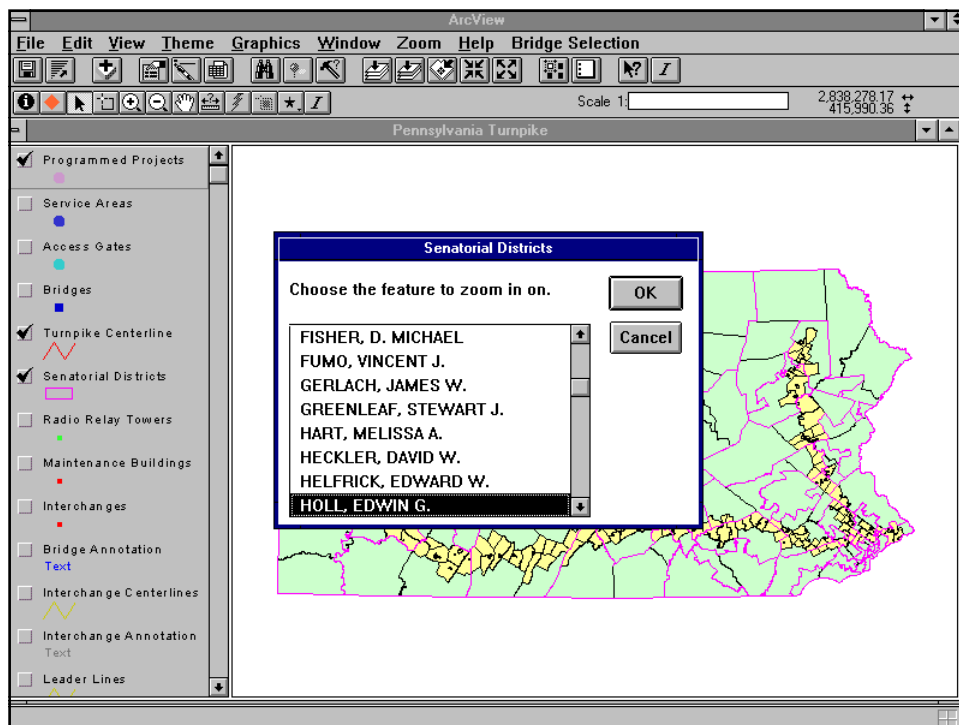 ArcView
File Edit View Theme Graphics Window Zoom Help Bridge Selection
Scale 1:
2,838,278.17
415,990.36
Pennsylvania Turnpike
Programmed Projects
Service Areas
Access Gates
Bridges
Turnpike Centerline
Senatorial Districts
Radio Relay Towers
Maintenance Buildings
Interchanges
Bridge Annotation
Text
Interchange Centerlines
Interchange Annotation
Text
Leader Lines
Senatorial Districts
Choose the feature to zoom in on.
OK
Cancel
FISHER, D. MICHAEL
FUMO, VINCENT J.
GERLACH, JAMES W.
GREENLEAF, STEWART J.
HART, MELISSA A.
HECKLER, DAVID W.
HELFRICK, EDWARD W.
HOLL, EDWIN G.